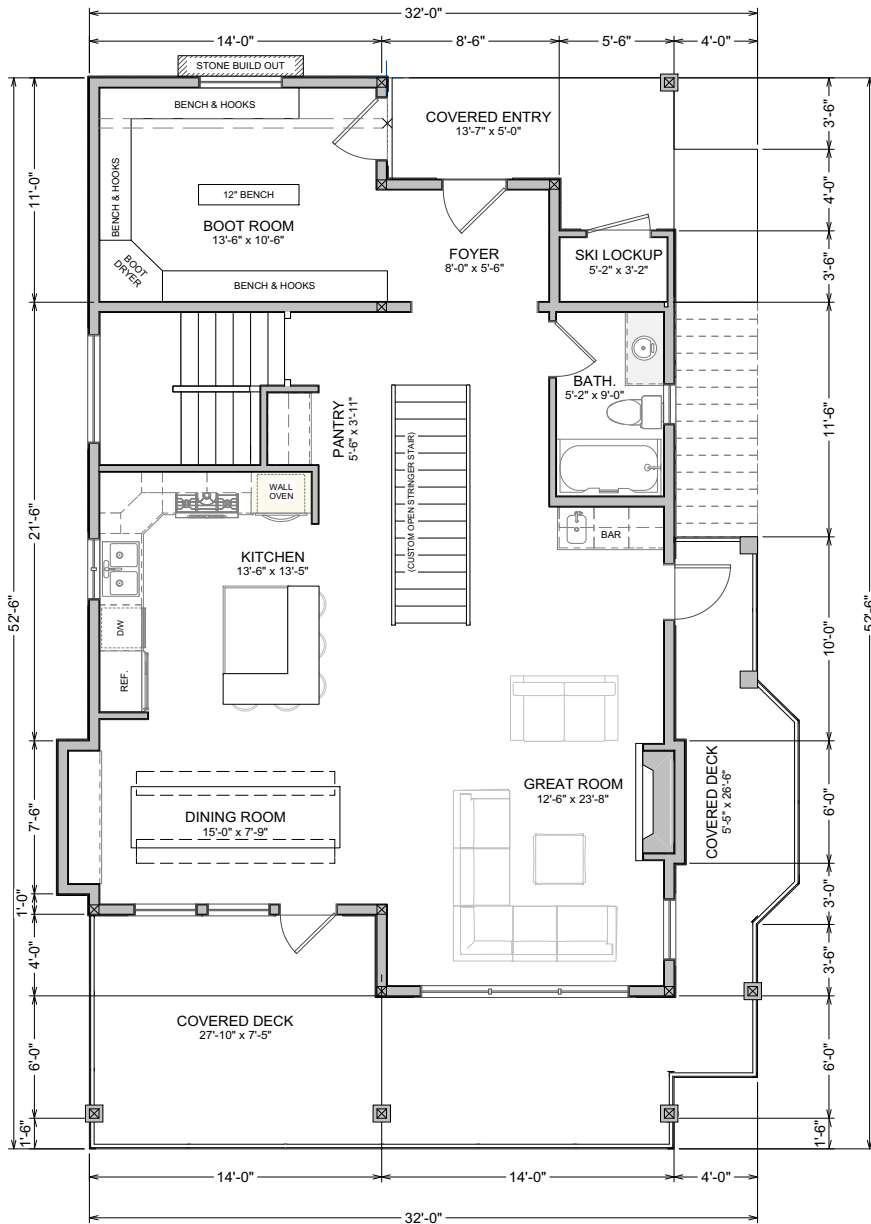 32'-0"
14'-0"
8'-6"
5'-6"
4'-0"
STONE BUILD OUT
BENCH & HOOKS
COVERED ENTRY
13'-7" x 5'-0"
3'-6"
4'-0"
3'-6"
11'-0"
BENCH & HOOKS
12" BENCH
BOOT ROOM
13'-6" x 10'-6"
FOYER
8'-0" x 5'-6"
SKI LOCKUP
5'-2" x 3'-2"
BOOT
DRYER
BENCH & HOOKS
BATH.
5'-2" x 9'-0"
11'-6"
PANTRY
5'-6" x 3'-11"
(CUSTOM OPEN STRINGER STAIR)
WALL
OVEN
21'-6"
BAR
KITCHEN
13'-6" x 13'-5"
52'-6"
52'-6"
D/W
REF.
10'-0"
GREAT ROOM
12'-6" x 23'-8"
COVERED DECK
5'-5" x 26'-6"
6'-0"
DINING ROOM
15'-0" x 7'-9"
7'-6"
3'-0"
1'-0"
4'-0"
3'-6"
COVERED DECK
27'-10" x 7'-5"
6'-0"
6'-0"
1'-6"
1'-6"
14'-0"
14'-0"
4'-0"
32'-0"